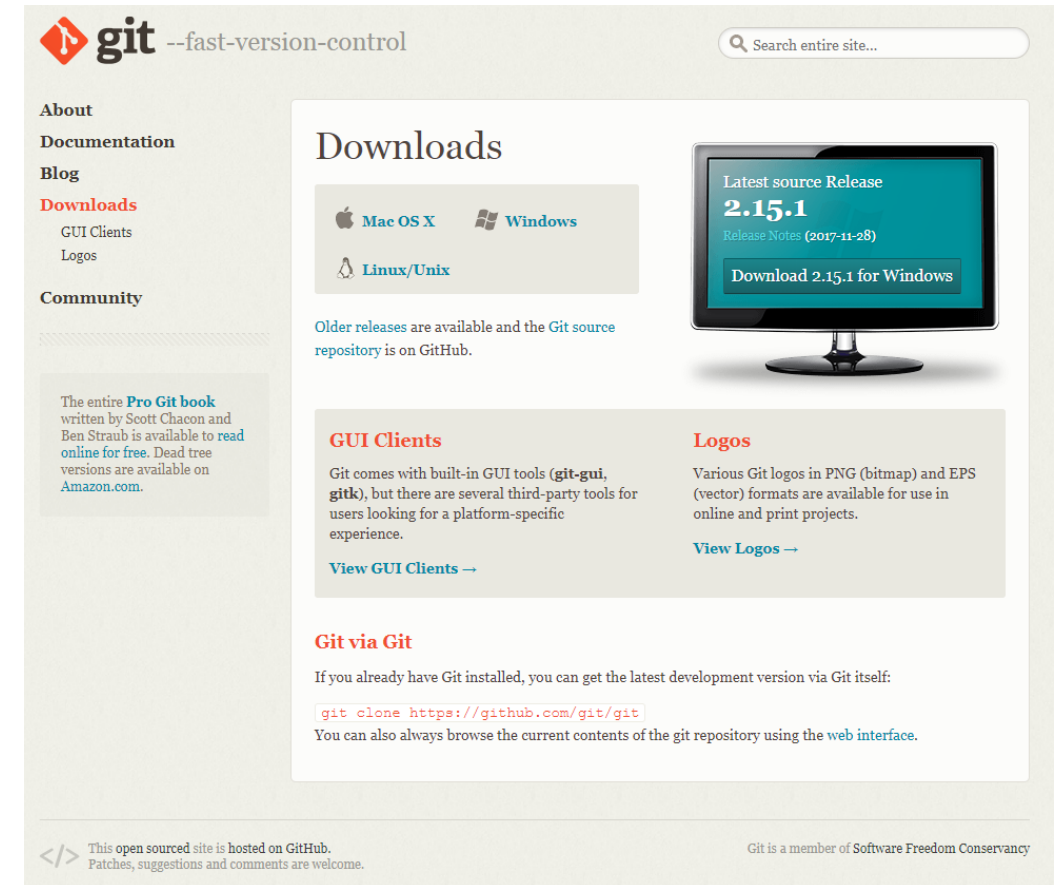 git --fast-version-control
Search entire site...
About
Documentation
Blog
Downloads
GUI Clients
Logos
Community
The entire Pro Git book
written by Scott Chacon and
Ben Straub is available to read
online for free. Dead tree
versions are available on
Amazon.com.
Downloads
Mac OS X
Windows
Linux/Unix
Older releases are available and the Git source
repository is on GitHub.
Latest source Release
2.15.1
Release Notes (2017-11-28)
Download 2.15.1 for Windows
GUI Clients
Git comes with built-in GUI tools (git-gui,
gitk), but there are several third-party tools for
users looking for a platform-specific
experience.
View GUI Clients →
Logos
Various Git logos in PNG (bitmap) and EPS
(vector) formats are available for use in
online and print projects.
View Logos →
Git via Git
If you already have Git installed, you can get the latest development version via Git itself:
git clone https://github.com/git/git
You can also always browse the current contents of the git repository using the web interface.
</> This open sourced site is hosted on GitHub.
Patches, suggestions and comments are welcome.
Git is a member of Software Freedom Conservancy